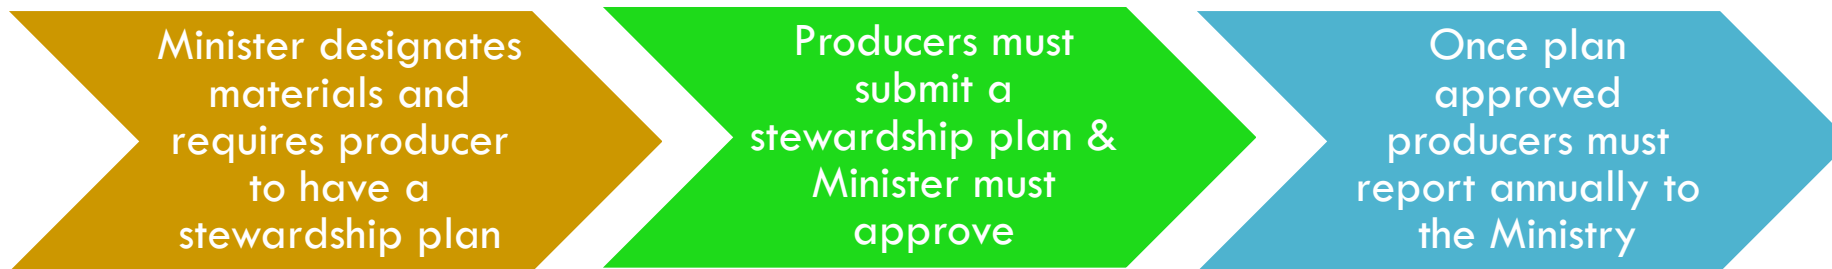 Minister designates
materials and
requires producer
to have a
stewardship plan
Producers must
submit a
stewardship plan &
Minister must
approve
Once plan
approved
producers must
report annually to
the Ministry